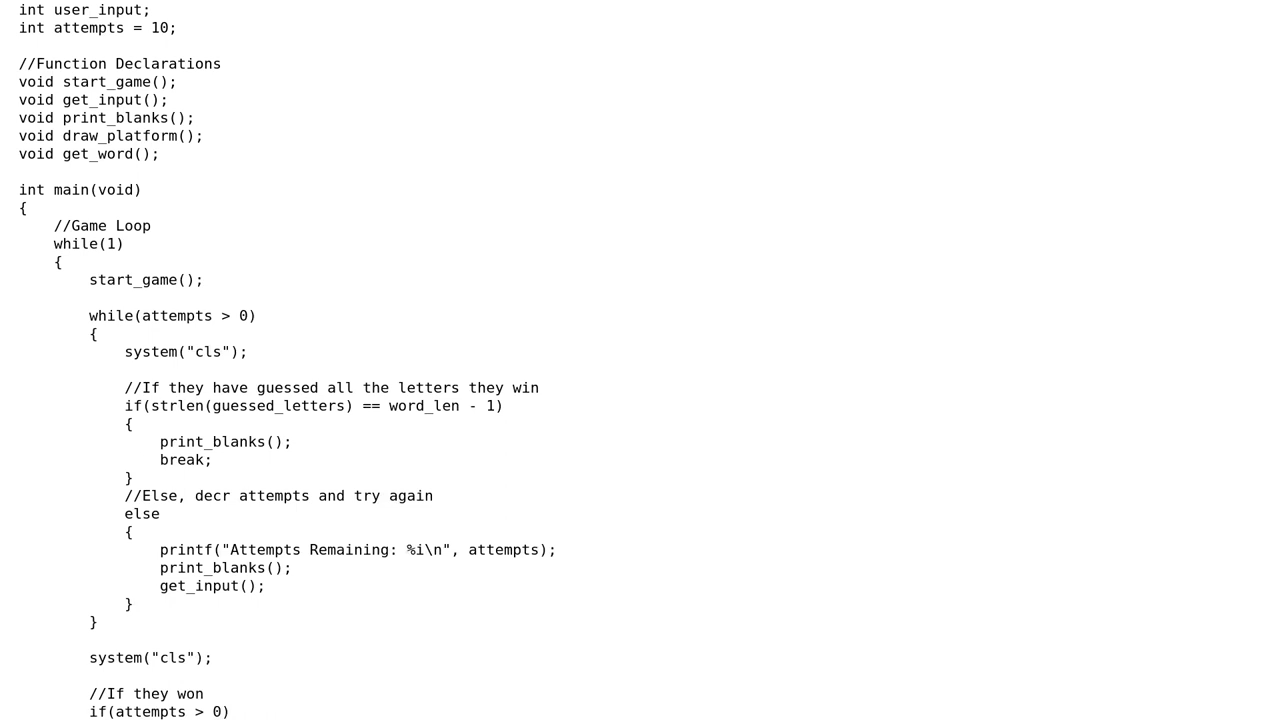 int user_input;
int attempts = 10;

//Function Declarations
void start_game();
void get_input();
void print_blanks();
void draw_platform();
void get_word();

int main(void)
{
    //Game Loop
    while(1)
    {
        start_game();

        while(attempts > 0)
        {
            system("cls");

            //If they have guessed all the letters they win
            if(strlen(guessed_letters) == word_len - 1)
            {
                print_blanks();
                break;
            }
            //Else, decr attempts and try again
            else
            {
                printf("Attempts Remaining: %i\n", attempts);
                print_blanks();
                get_input();
            }
        }

        system("cls");

        //If they won
        if(attempts > 0)